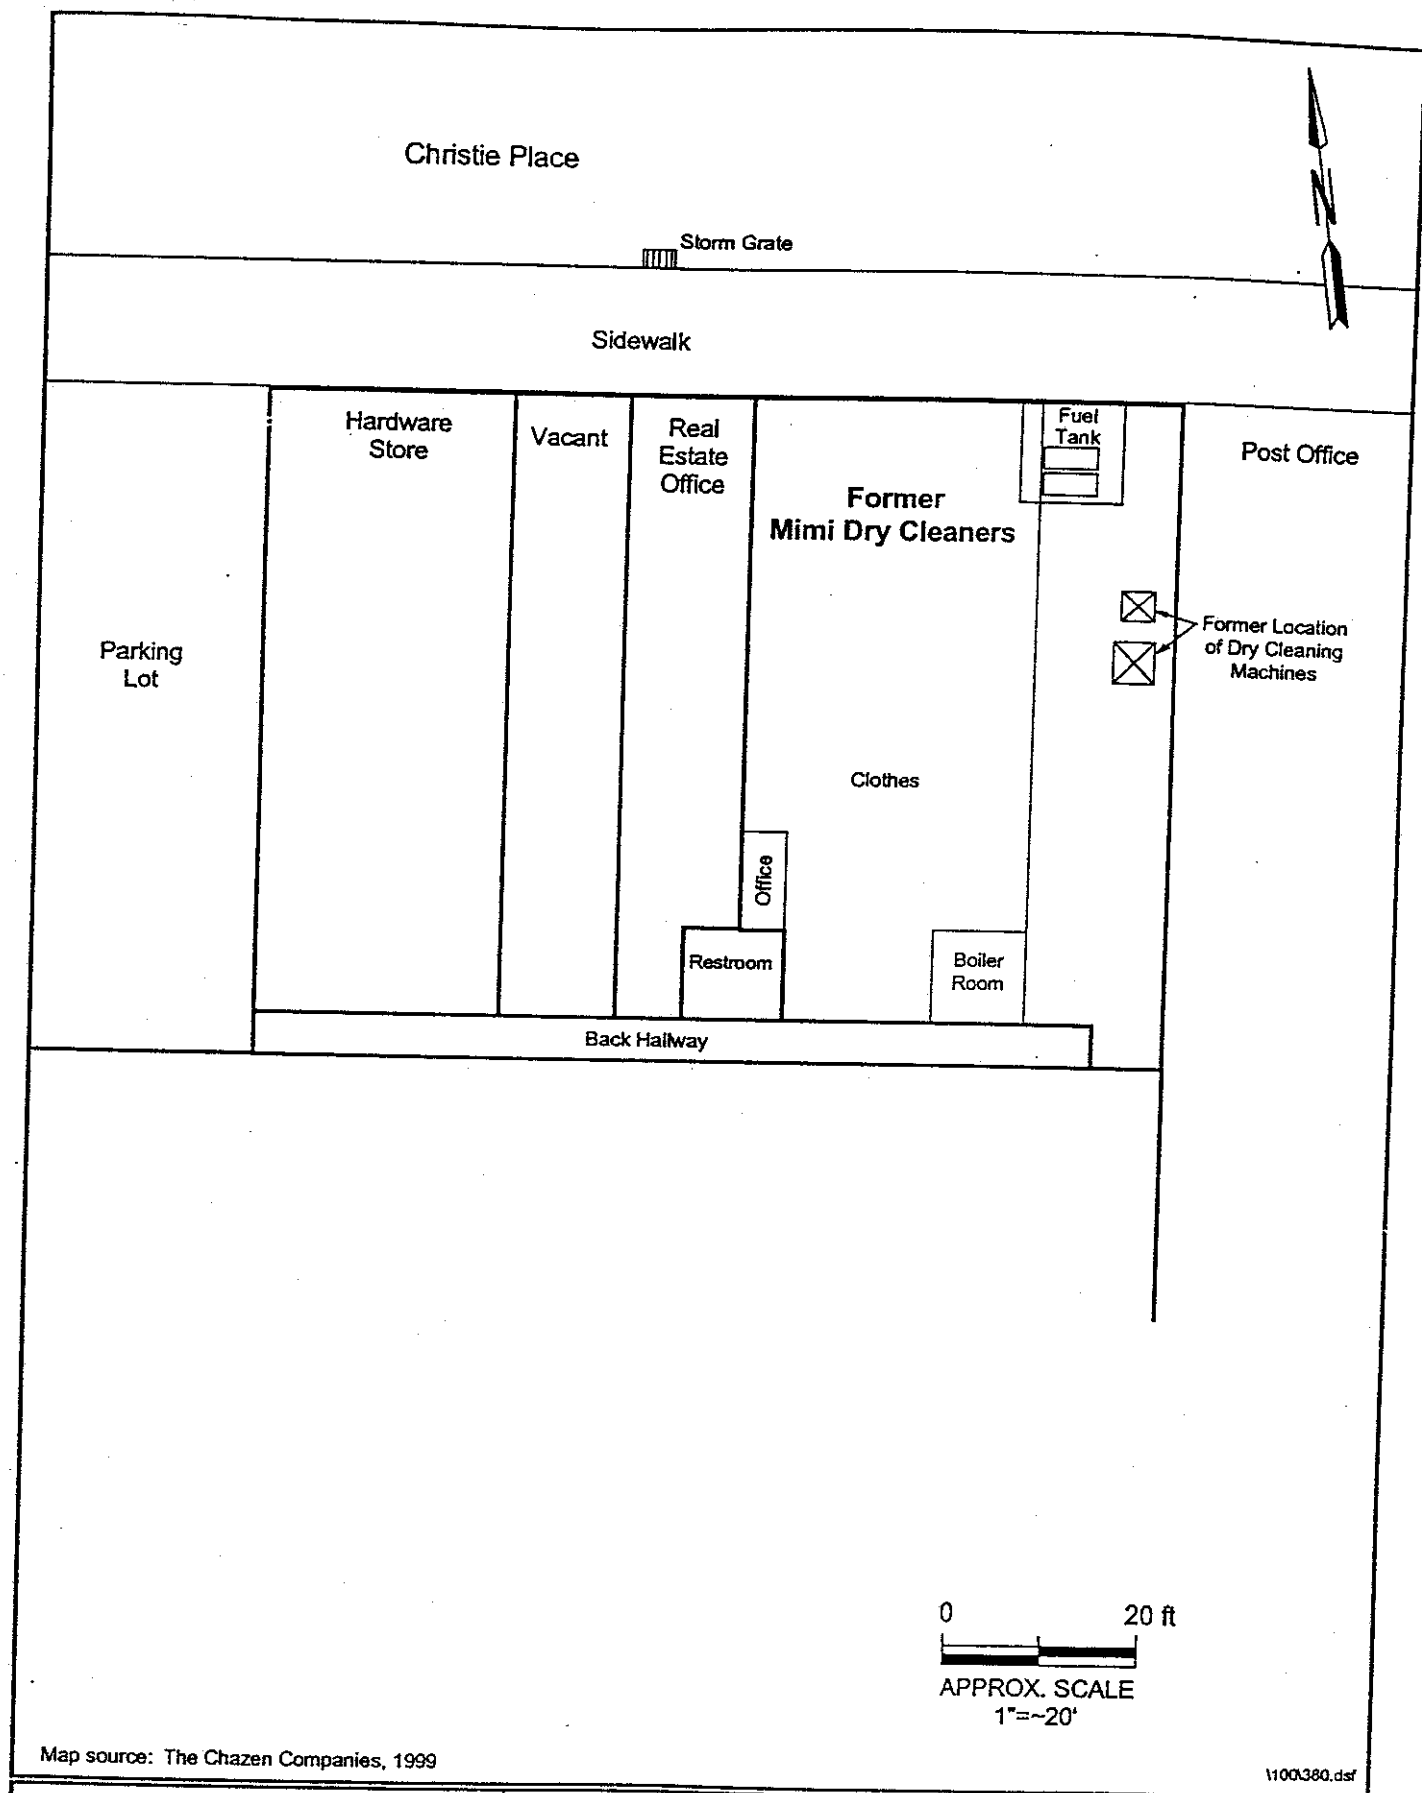 Christie Place
N
Storm Grate
Sidewalk
Hardware
Store
Vacant
Real
Estate
Office
Former
Mimi Dry Cleaners
Fuel
Tank
Post Office
Parking
Lot
Former Location
of Dry Cleaning
Machines
Clothes
Office
Restroom
Boiler
Room
Back Hallway
0 20 ft
APPROX. SCALE
1"=~20'
Map source: The Chazen Companies, 1999
\100\380.dsf